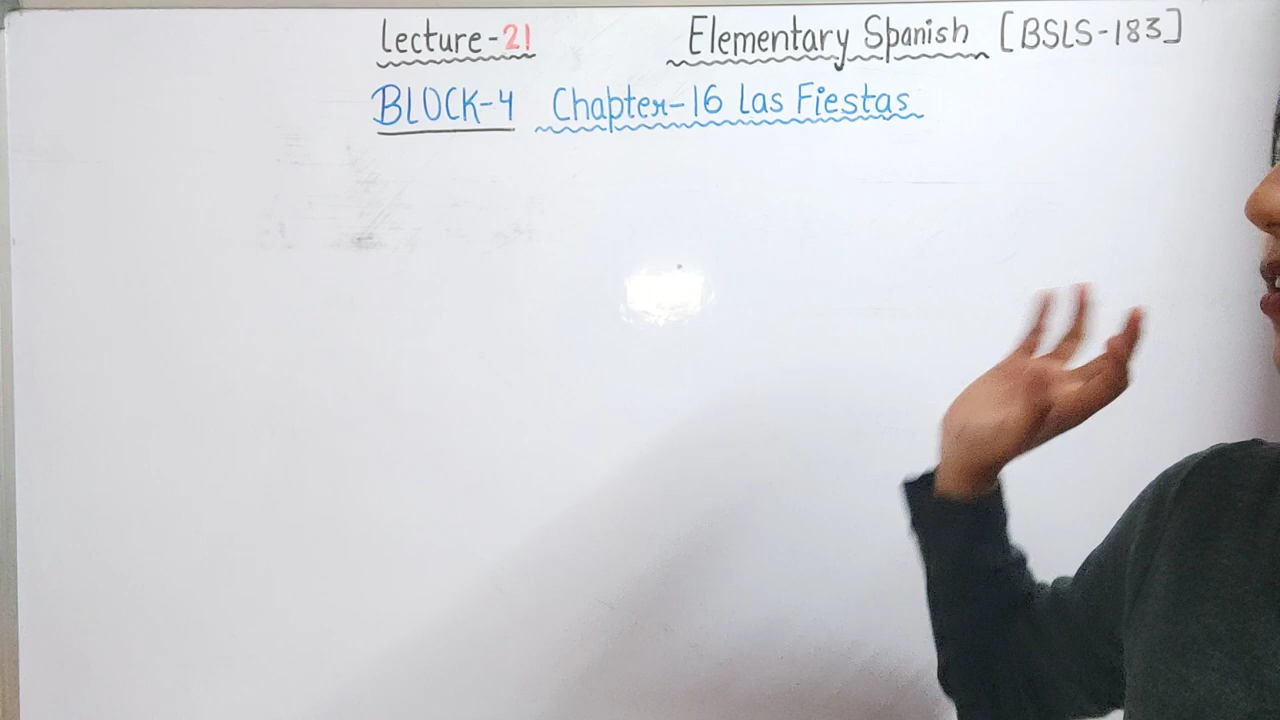 Lecture-21 Elementary Spanish [BSLS-183]
BLOCK-4 Chapter-16 Las Fiestas